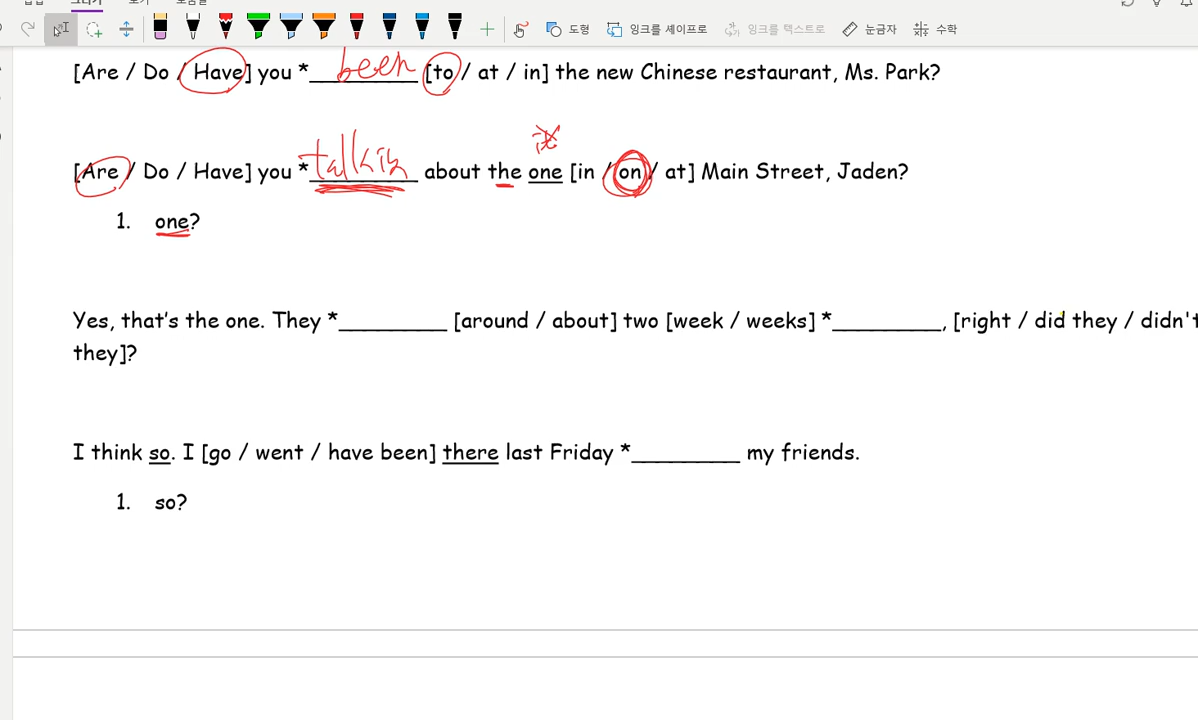 도형 잉크를 셰이프로 잉크를 텍스트로 눈금자 수학
[Are / Do / Have] you *been [to / at / in] the new Chinese restaurant, Ms. Park?
[Are / Do / Have] you *talkin about the one [in / on / at] Main Street, Jaden?
1. one?
Yes, that's the one. They *_________ [around / about] two [week / weeks] *_________, [right / did they / didn't
they]?
I think so. I [go / went / have been] there last Friday *_________ my friends.
1. so?